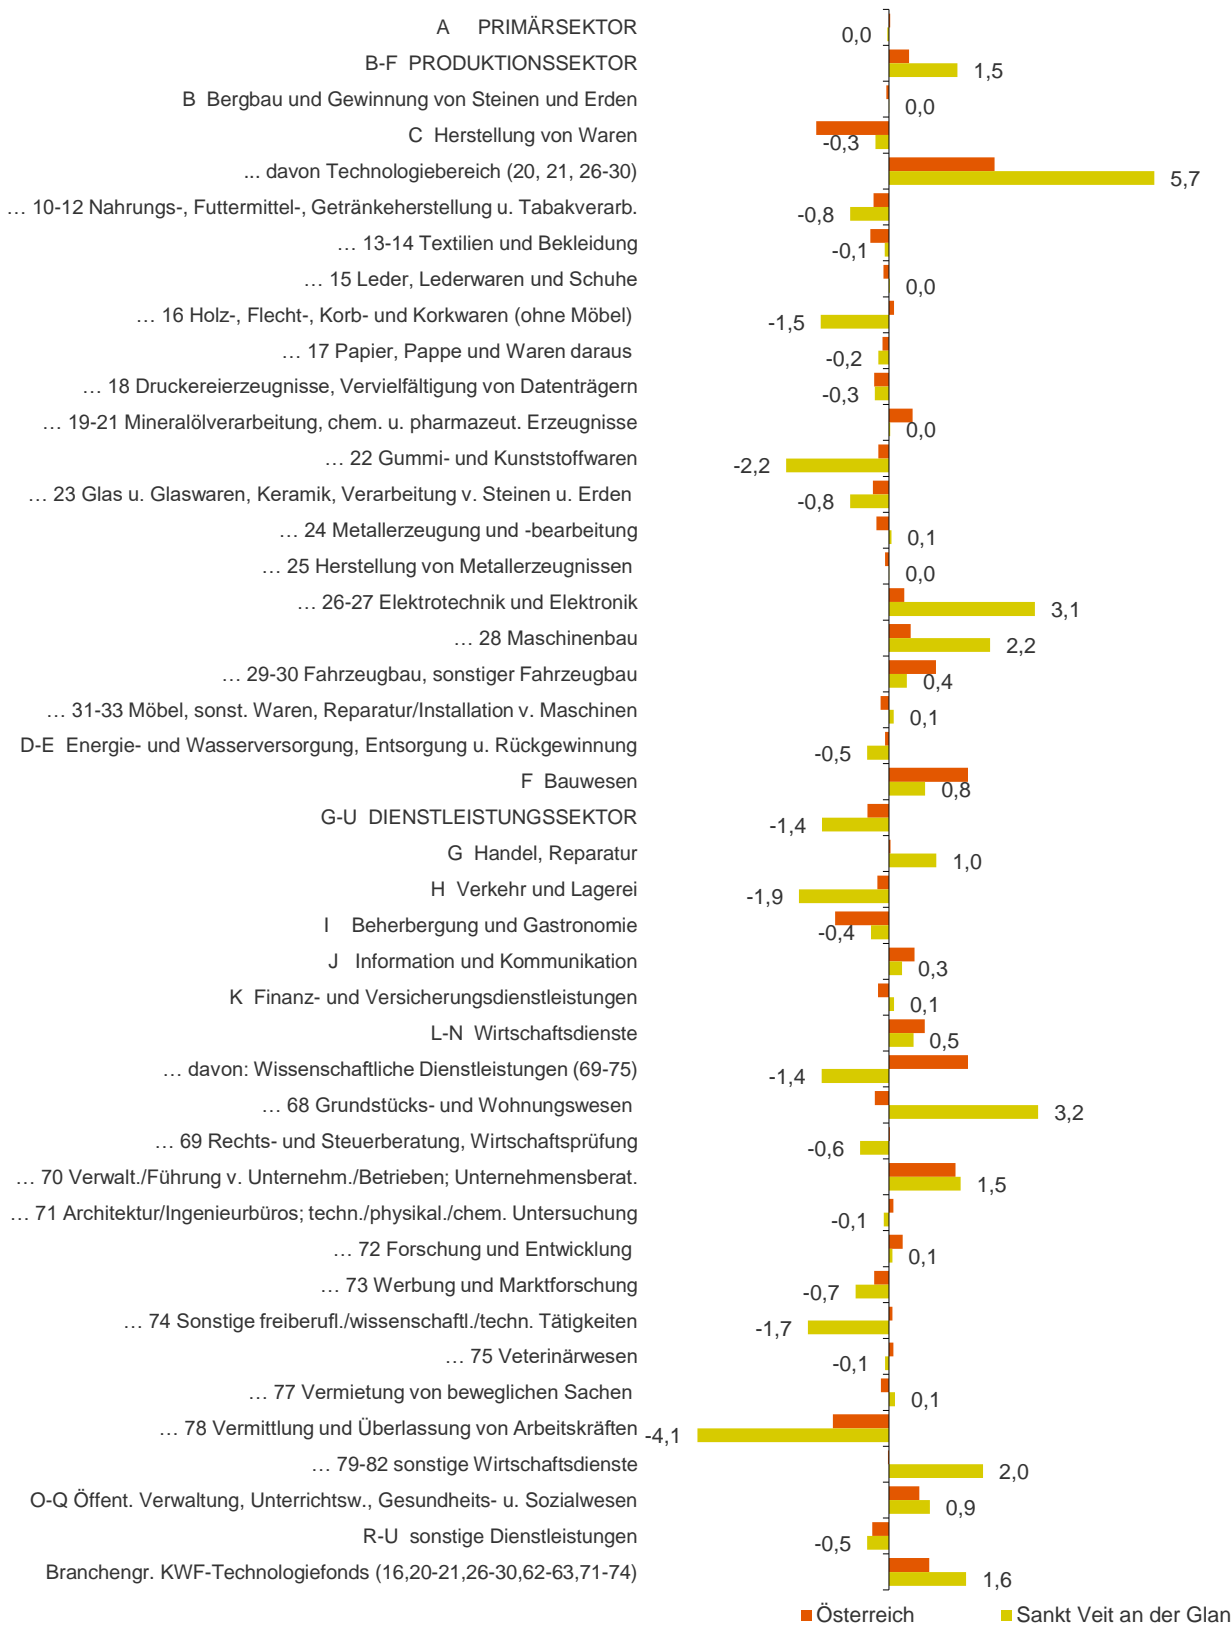 A PRIMÄRSEKTOR 0,0
B-F PRODUKTIONSSEKTOR 1,5
B Bergbau und Gewinnung von Steinen und Erden 0,0
C Herstellung von Waren -0,3
... davon Technologiebereich (20, 21, 26-30) 5,7
… 10-12 Nahrungs-, Futtermittel-, Getränkeherstellung u. Tabakverarb. -0,8
… 13-14 Textilien und Bekleidung -0,1
… 15 Leder, Lederwaren und Schuhe 0,0
… 16 Holz-, Flecht-, Korb- und Korkwaren (ohne Möbel) -1,5
… 17 Papier, Pappe und Waren daraus -0,2
… 18 Druckereierzeugnisse, Vervielfältigung von Datenträgern -0,3
… 19-21 Mineralölverarbeitung, chem. u. pharmazeut. Erzeugnisse 0,0
… 22 Gummi- und Kunststoffwaren -2,2
… 23 Glas u. Glaswaren, Keramik, Verarbeitung v. Steinen u. Erden -0,8
… 24 Metallerzeugung und -bearbeitung 0,1
… 25 Herstellung von Metallerzeugnissen 0,0
… 26-27 Elektrotechnik und Elektronik 3,1
… 28 Maschinenbau 2,2
… 29-30 Fahrzeugbau, sonstiger Fahrzeugbau 0,4
… 31-33 Möbel, sonst. Waren, Reparatur/Installation v. Maschinen 0,1
D-E Energie- und Wasserversorgung, Entsorgung u. Rückgewinnung -0,5
F Bauwesen 0,8
G-U DIENSTLEISTUNGSSEKTOR -1,4
G Handel, Reparatur 1,0
H Verkehr und Lagerei -1,9
I Beherbergung und Gastronomie -0,4
J Information und Kommunikation 0,3
K Finanz- und Versicherungsdienstleistungen 0,1
L-N Wirtschaftsdienste 0,5
… davon: Wissenschaftliche Dienstleistungen (69-75) -1,4
… 68 Grundstücks- und Wohnungswesen 3,2
… 69 Rechts- und Steuerberatung, Wirtschaftsprüfung -0,6
… 70 Verwalt./Führung v. Unternehm./Betrieben; Unternehmensberat. 1,5
… 71 Architektur/Ingenieurbüros; techn./physikal./chem. Untersuchung -0,1
… 72 Forschung und Entwicklung 0,1
… 73 Werbung und Marktforschung -0,7
… 74 Sonstige freiberufl./wissenschaftl./techn. Tätigkeiten -1,7
… 75 Veterinärwesen -0,1
… 77 Vermietung von beweglichen Sachen 0,1
… 78 Vermittlung und Überlassung von Arbeitskräften -4,1
… 79-82 sonstige Wirtschaftsdienste 2,0
O-Q Öffent. Verwaltung, Unterrichtsw., Gesundheits- u. Sozialwesen 0,9
R-U sonstige Dienstleistungen -0,5
Branchengr. KWF-Technologiefonds (16,20-21,26-30,62-63,71-74) 1,6
Österreich Sankt Veit an der Glan